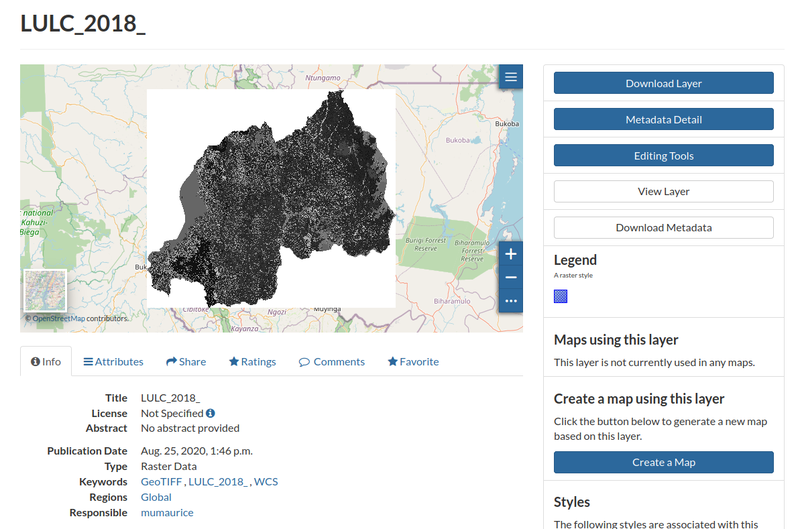 LULC_2018_
Ntungamo
Bukoba
Bukoba
national
Kahuzi-
Biega
Bungi Forest
Reserve
Biharamulo
Forest
Reserve
Buk
Cibitoke
Ngozi
Muyinga
Kayanza
Biharamulo
+
−
...
© OpenStreetMap contributors.
Info
Attributes
Share
Ratings
Comments
Favorite
Title LULC_2018_
License Not Specified
Abstract No abstract provided
Publication Date Aug. 25, 2020, 1:46 p.m.
Type Raster Data
Keywords GeoTIFF , LULC_2018_ , WCS
Regions Global
Responsible mumaurice
Download Layer
Metadata Detail
Editing Tools
View Layer
Download Metadata
Legend
A raster style
Maps using this layer
This layer is not currently used in any maps.
Create a map using this layer
Click the button below to generate a new map
based on this layer.
Create a Map
Styles
The following styles are associated with this